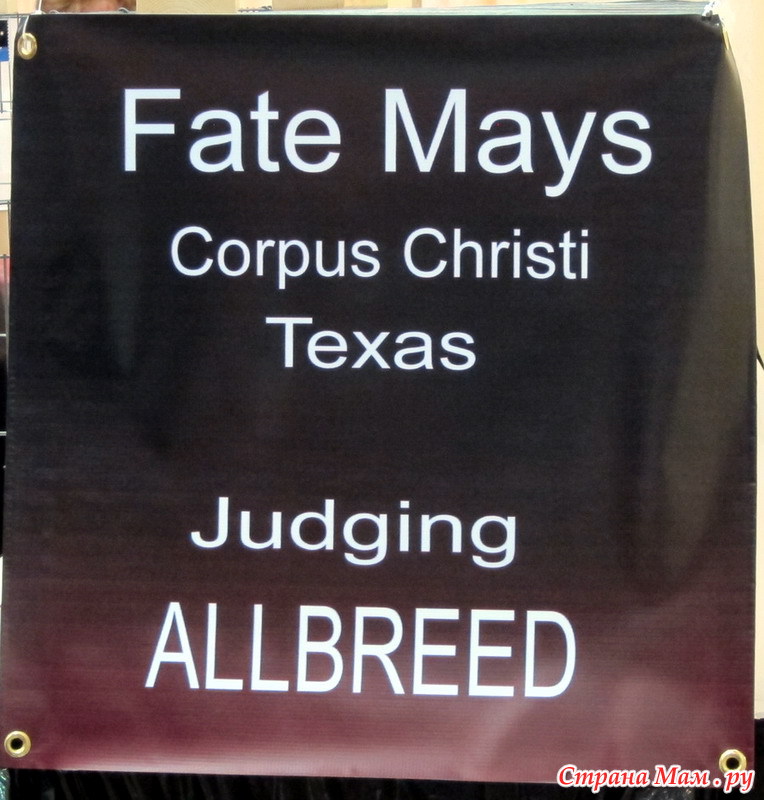 Fate Mays
Corpus Christi
Texas
Judging
ALLBREED
Страна Мам.ру